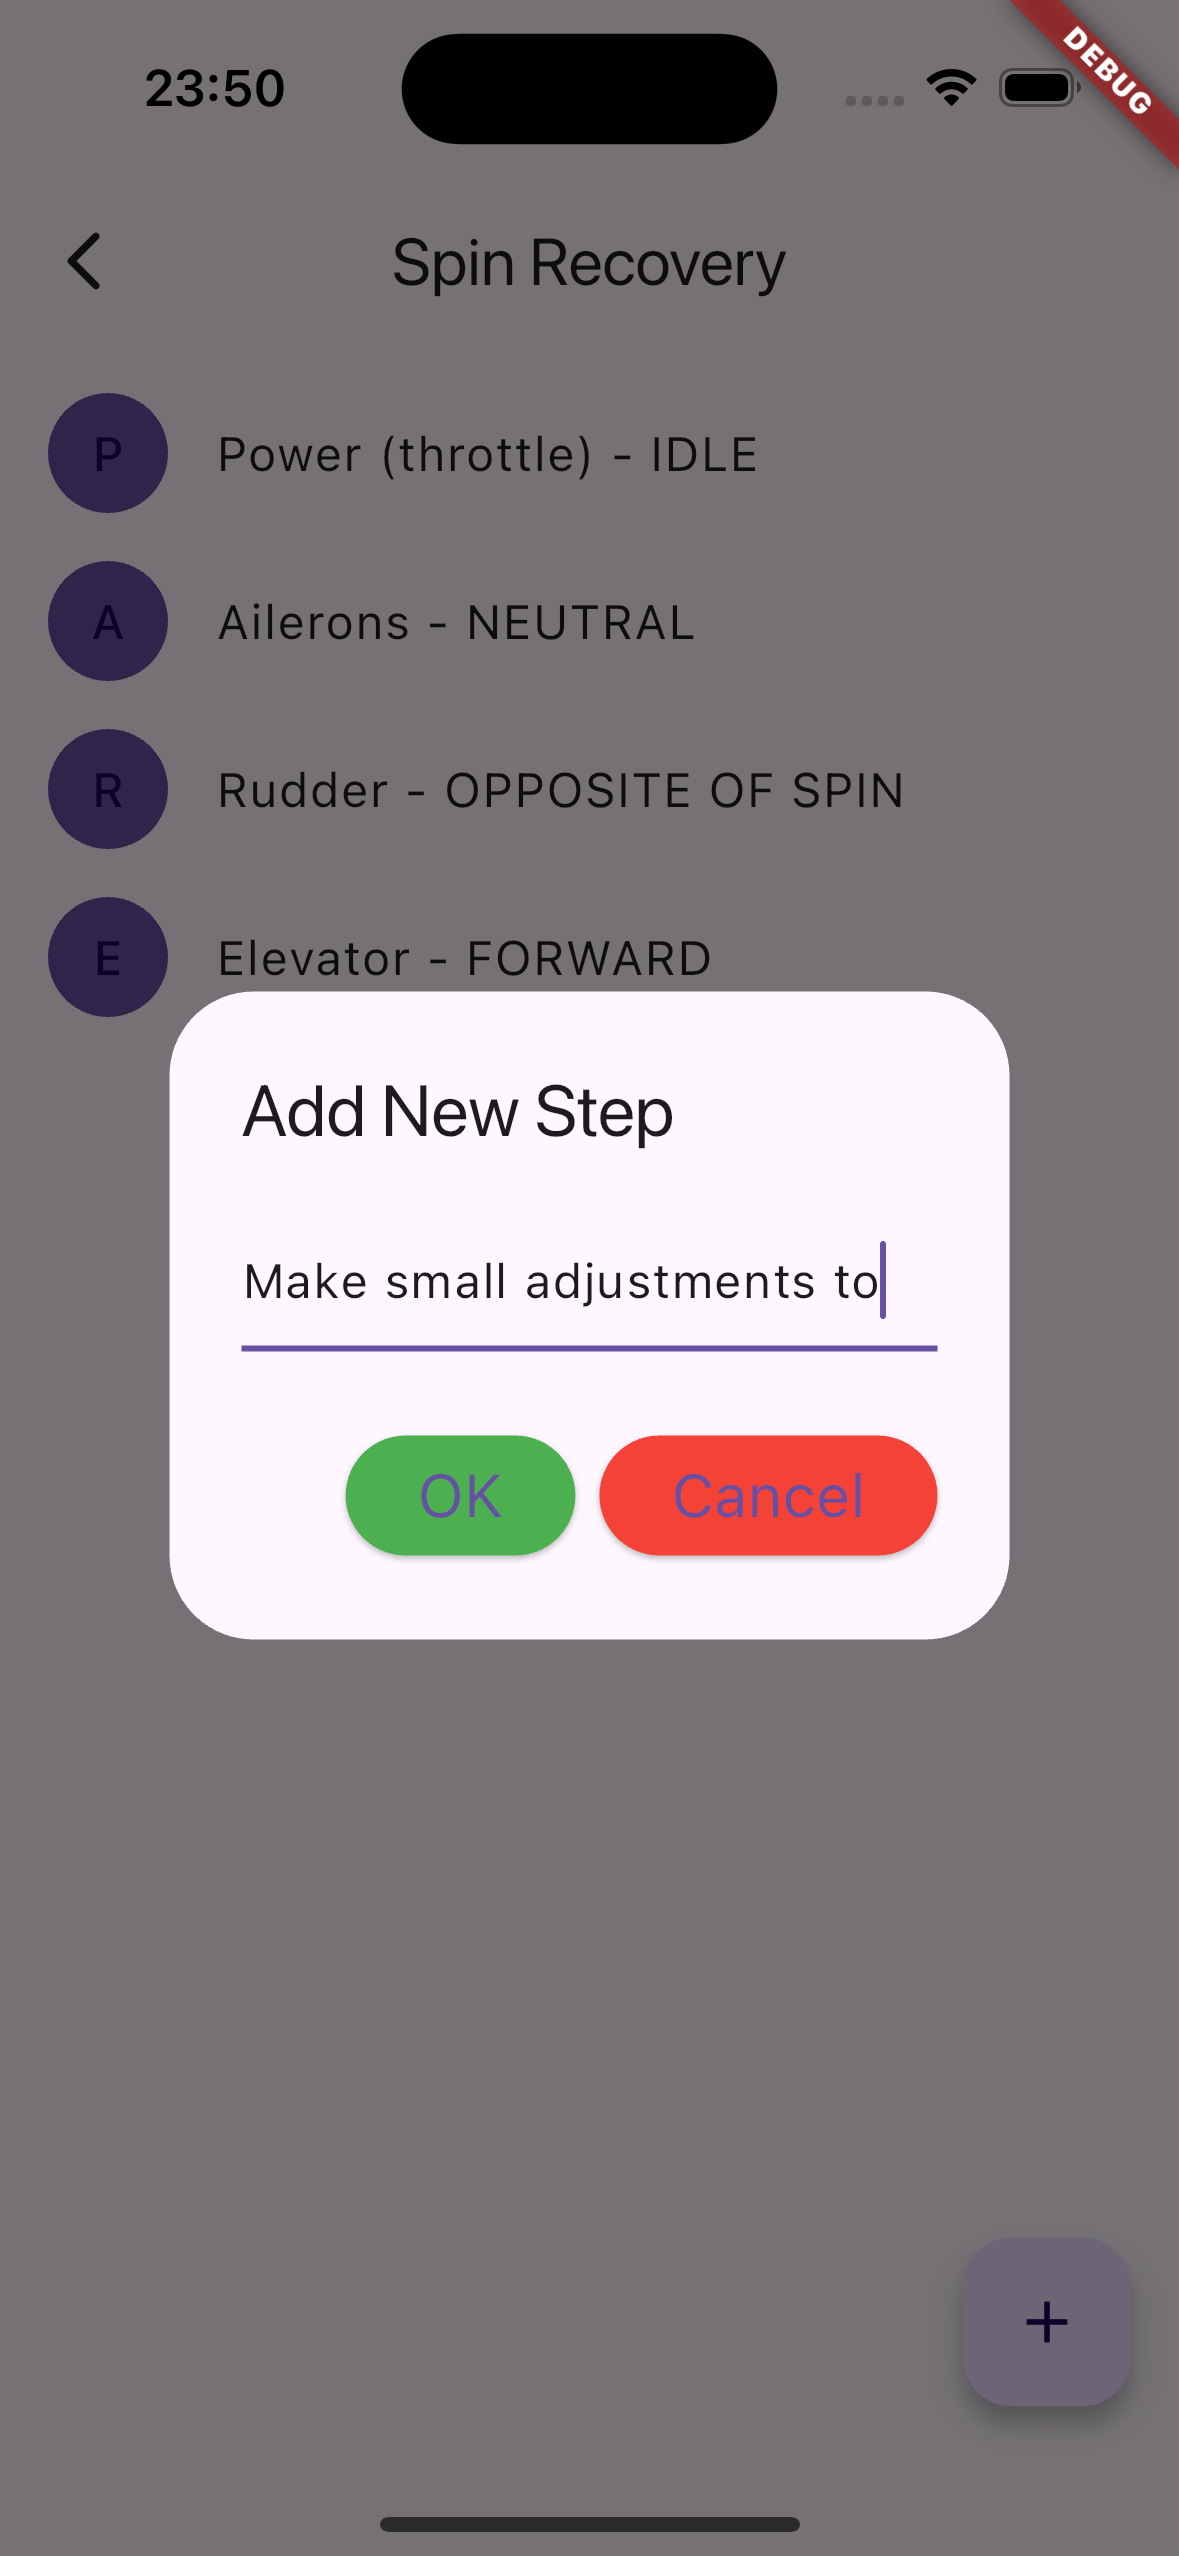 23:50
DEBUG
Spin Recovery
P Power (throttle) - IDLE
A Ailerons - NEUTRAL
R Rudder - OPPOSITE OF SPIN
E Elevator - FORWARD
Add New Step
Make small adjustments to
OK Cancel
+